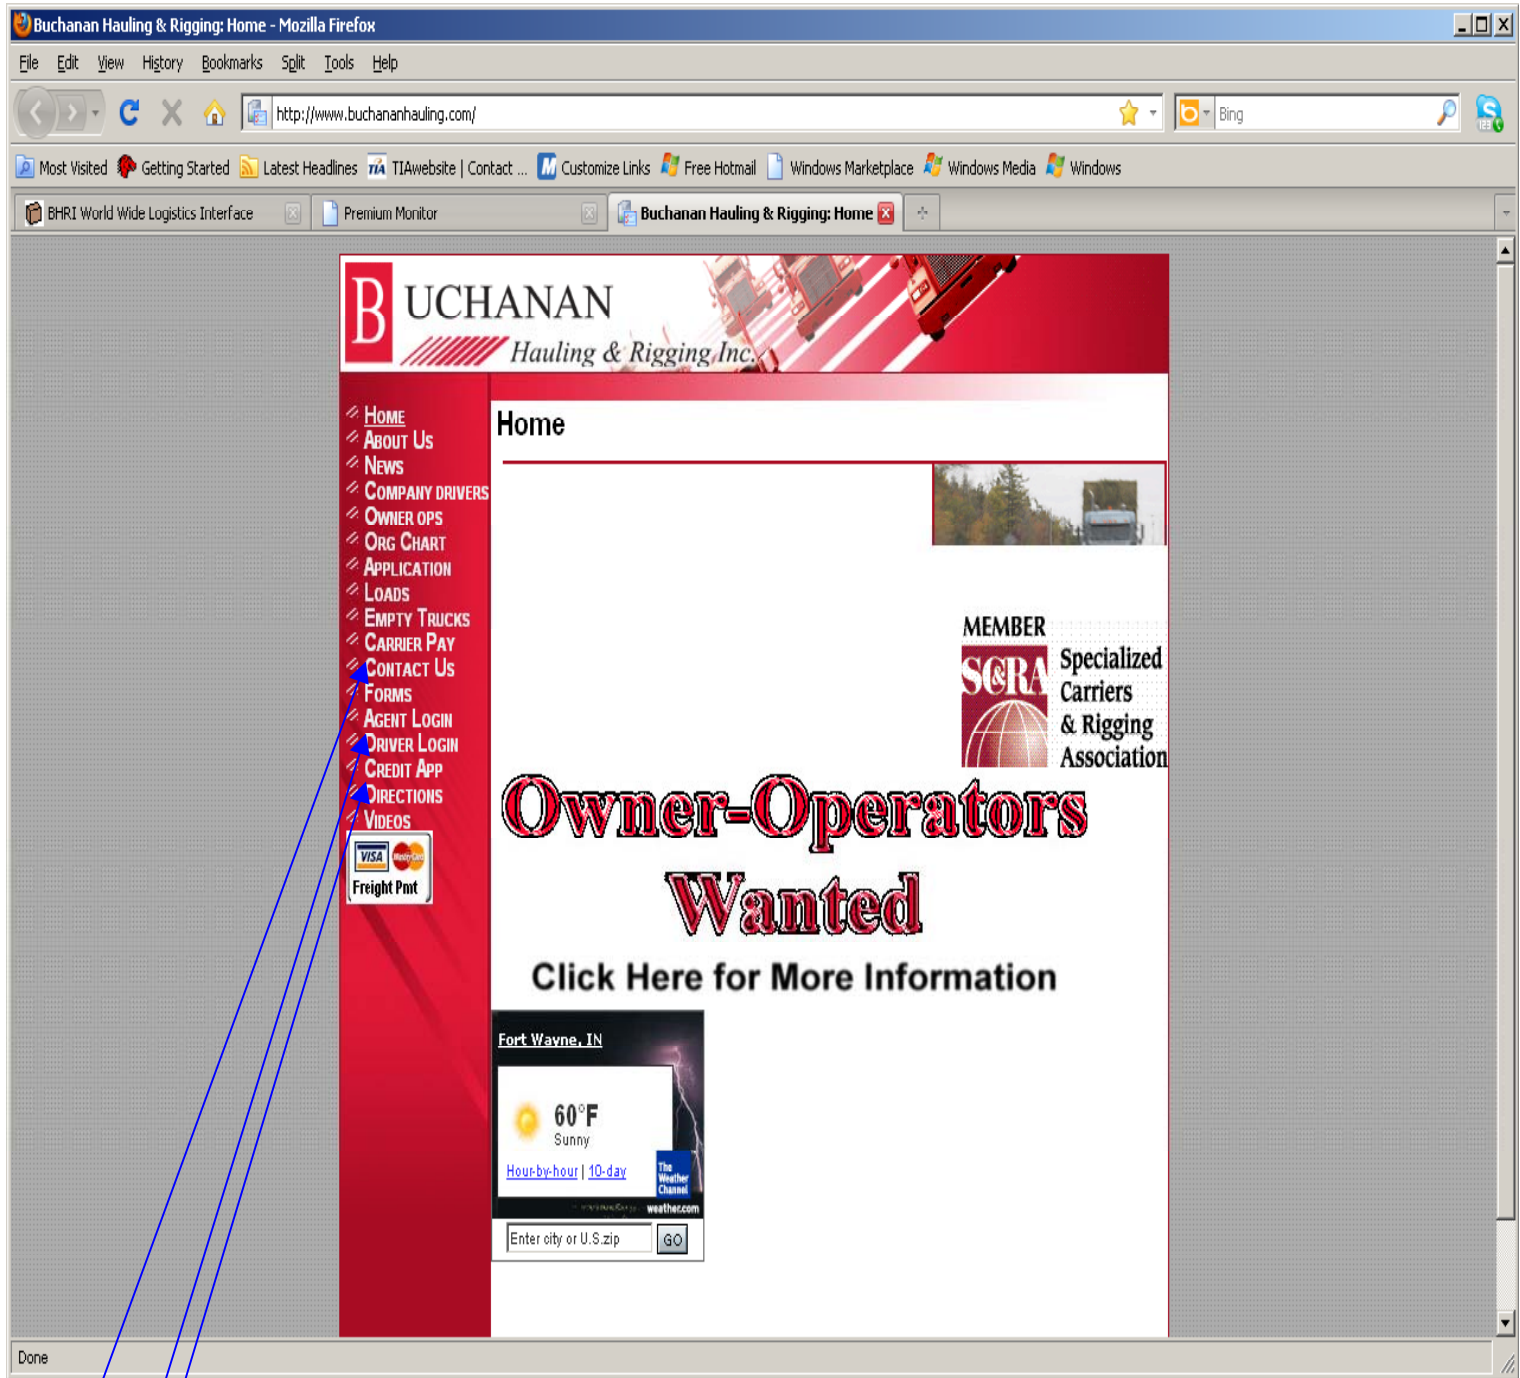 Buchanan Hauling & Rigging: Home - Mozilla Firefox
File Edit View History Bookmarks Split Tools Help
http://www.buchananhauling.com/ Bing
123
Most Visited Getting Started Latest Headlines TIA TIAwebsite | Contact ... M Customize Links Free Hotmail Windows Marketplace Windows Media Windows
BHRI World Wide Logistics Interface Premium Monitor Buchanan Hauling & Rigging: Home
BUCHANAN
Hauling & Rigging Inc.
HOME
ABOUT US
NEWS
COMPANY DRIVERS
OWNER OPS
ORG CHART
APPLICATION
LOADS
EMPTY TRUCKS
CARRIER PAY
CONTACT US
FORMS
AGENT LOGIN
DRIVER LOGIN
CREDIT APP
DIRECTIONS
VIDEOS
VISA MasterCard
Freight Pmt
Home
MEMBER
SC&RA
Specialized
Carriers
& Rigging
Association
Owner-Operators
Wanted
Click Here for More Information
Fort Wayne, IN
60°F
Sunny
Hour-by-hour | 10-day
The
Weather
Channel
weather.com
Enter city or U.S.zip GO
Done